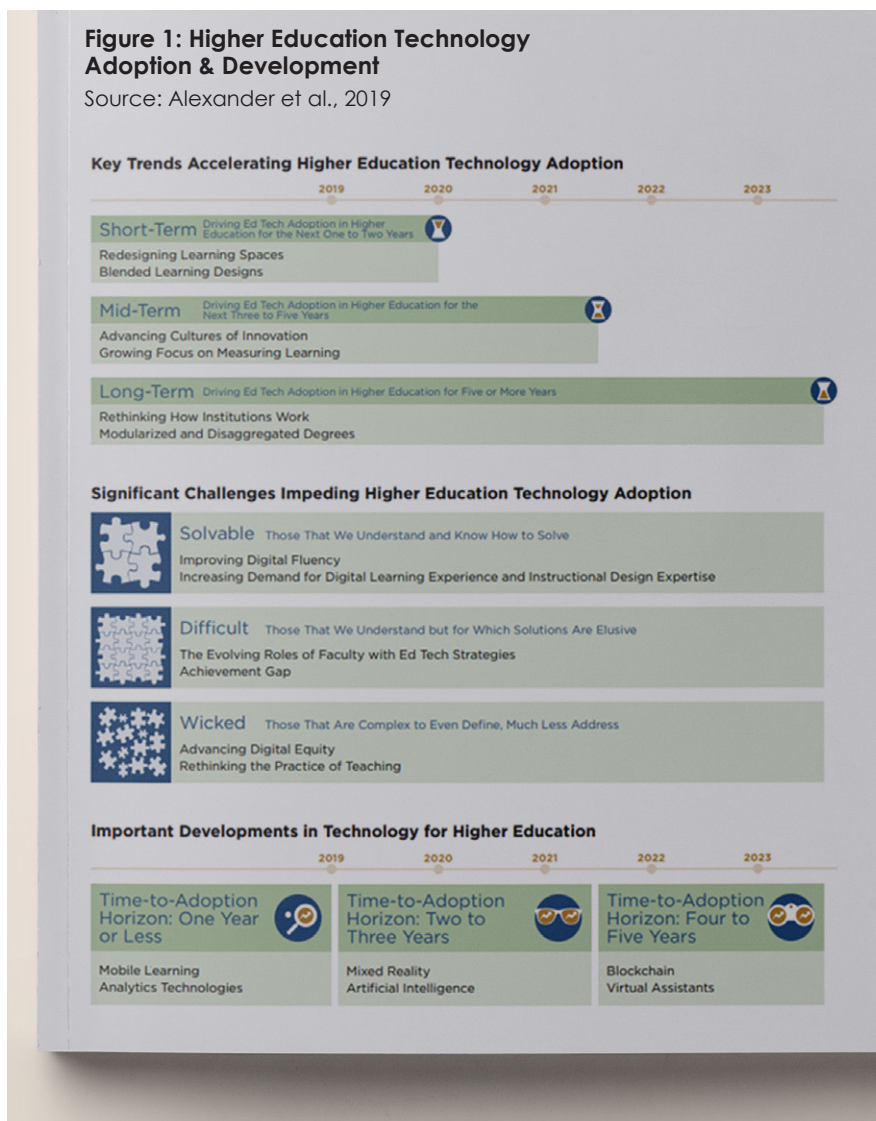 Figure 1: Higher Education Technology
Adoption & Development
Source: Alexander et al., 2019
Key Trends Accelerating Higher Education Technology Adoption
2019 2020 2021 2022 2023
Short-Term Driving Ed Tech Adoption in Higher
Education for the Next One to Two Years
Redesigning Learning Spaces
Blended Learning Designs
Mid-Term Driving Ed Tech Adoption in Higher Education for the
Next Three to Five Years
Advancing Cultures of Innovation
Growing Focus on Measuring Learning
Long-Term Driving Ed Tech Adoption in Higher Education for Five or More Years
Rethinking How Institutions Work
Modularized and Disaggregated Degrees
Significant Challenges Impeding Higher Education Technology Adoption
Solvable Those That We Understand and Know How to Solve
Improving Digital Fluency
Increasing Demand for Digital Learning Experience and Instructional Design Expertise
Difficult Those That We Understand but for Which Solutions Are Elusive
The Evolving Roles of Faculty with Ed Tech Strategies
Achievement Gap
Wicked Those That Are Complex to Even Define, Much Less Address
Advancing Digital Equity
Rethinking the Practice of Teaching
Important Developments in Technology for Higher Education
2019 2020 2021 2022 2023
Time-to-Adoption
Horizon: One Year
or Less
Mobile Learning
Analytics Technologies
Time-to-Adoption
Horizon: Two to
Three Years
Mixed Reality
Artificial Intelligence
Time-to-Adoption
Horizon: Four to
Five Years
Blockchain
Virtual Assistants